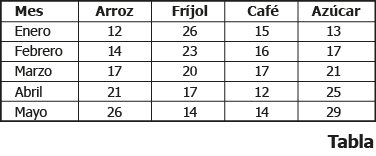 Mes Arroz Fríjol Café Azúcar
Enero 12 26 15 13
Febrero 14 23 16 17
Marzo 17 20 17 21
Abril 21 17 12 25
Mayo 26 14 14 29
Tabla